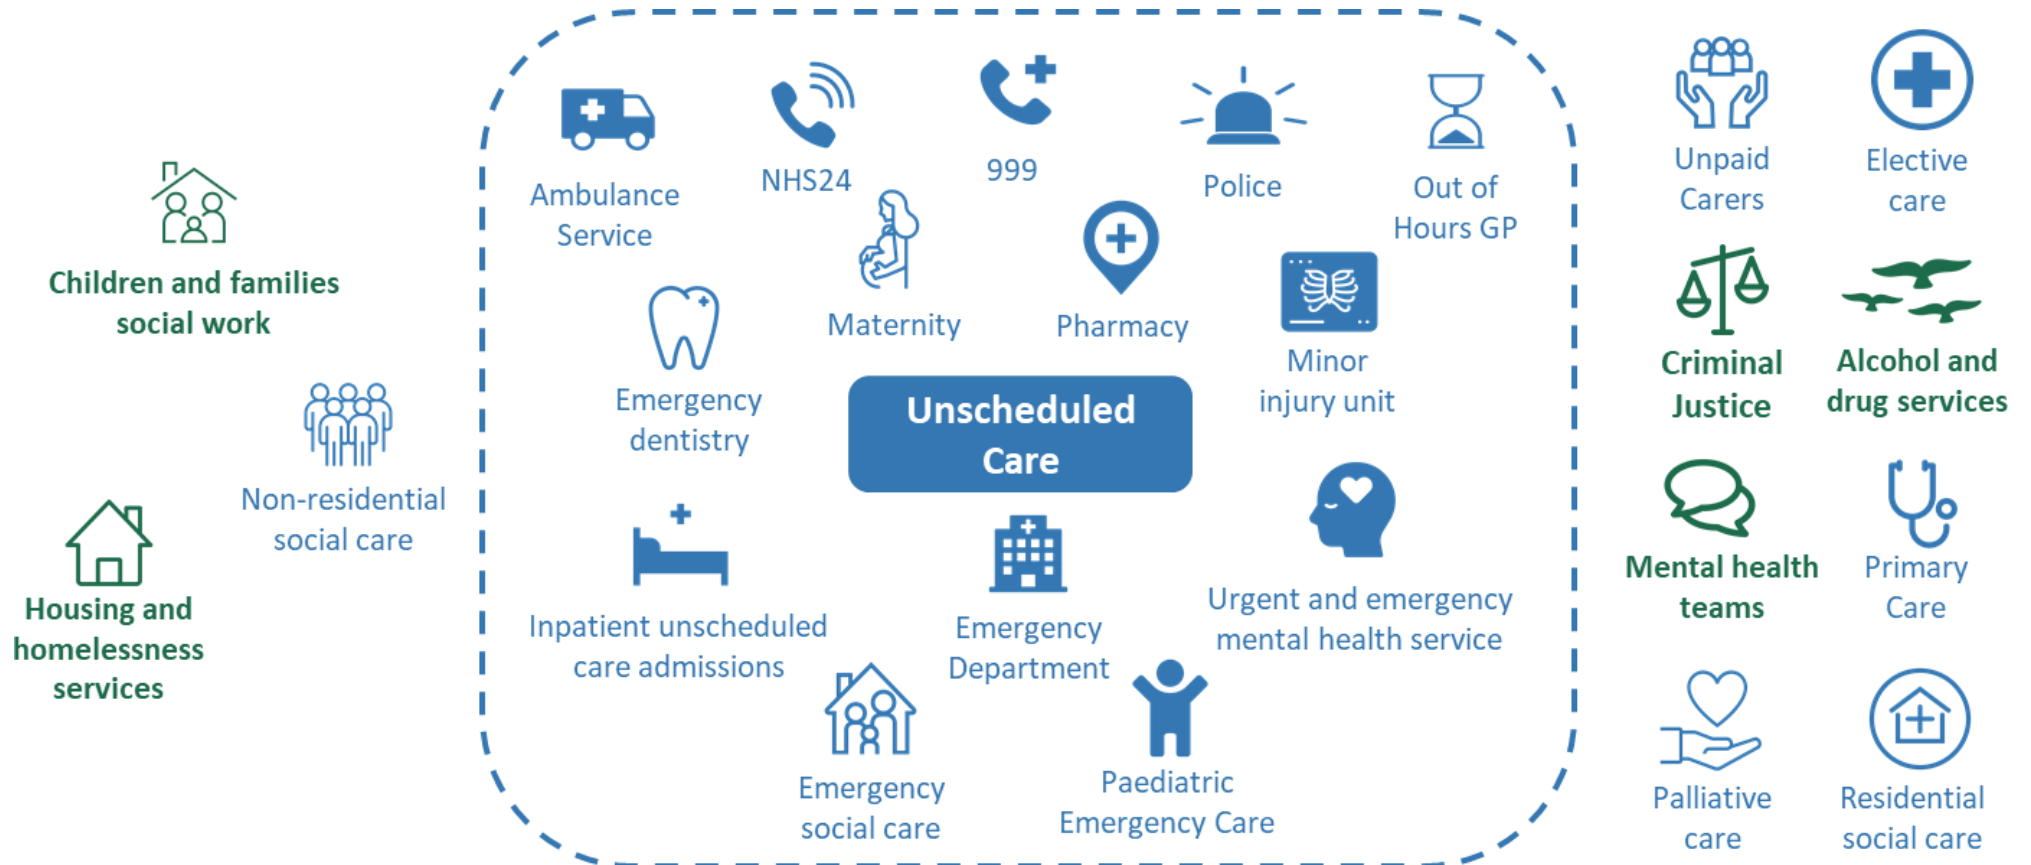 Children and families
social work
Non-residential
social care
Housing and
homelessness
services
Ambulance
Service
NHS24
999
Police
Out of
Hours GP
Maternity
Pharmacy
Emergency
dentistry
Minor
injury unit
Unscheduled
Care
Inpatient unscheduled
care admissions
Emergency
Department
Urgent and emergency
mental health service
Emergency
social care
Paediatric
Emergency Care
Unpaid
Carers
Elective
care
Criminal
Justice
Alcohol and
drug services
Mental health
teams
Primary
Care
Palliative
care
Residential
social care